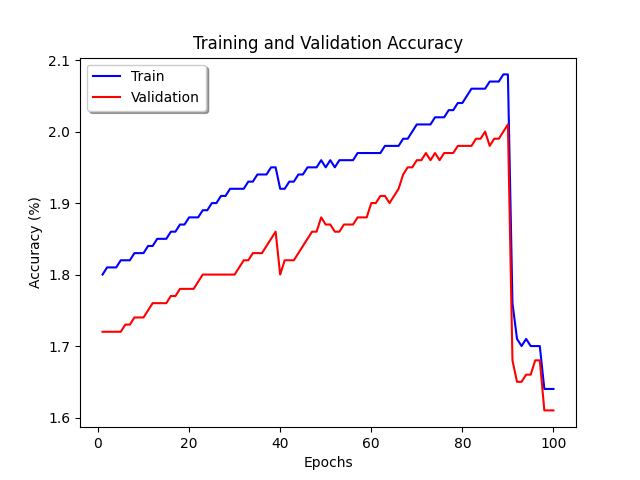 Training and Validation Accuracy
Train
Validation
Accuracy (%)
2.1
2.0
1.9
1.8
1.7
1.6
0 20 40 60 80 100
Epochs